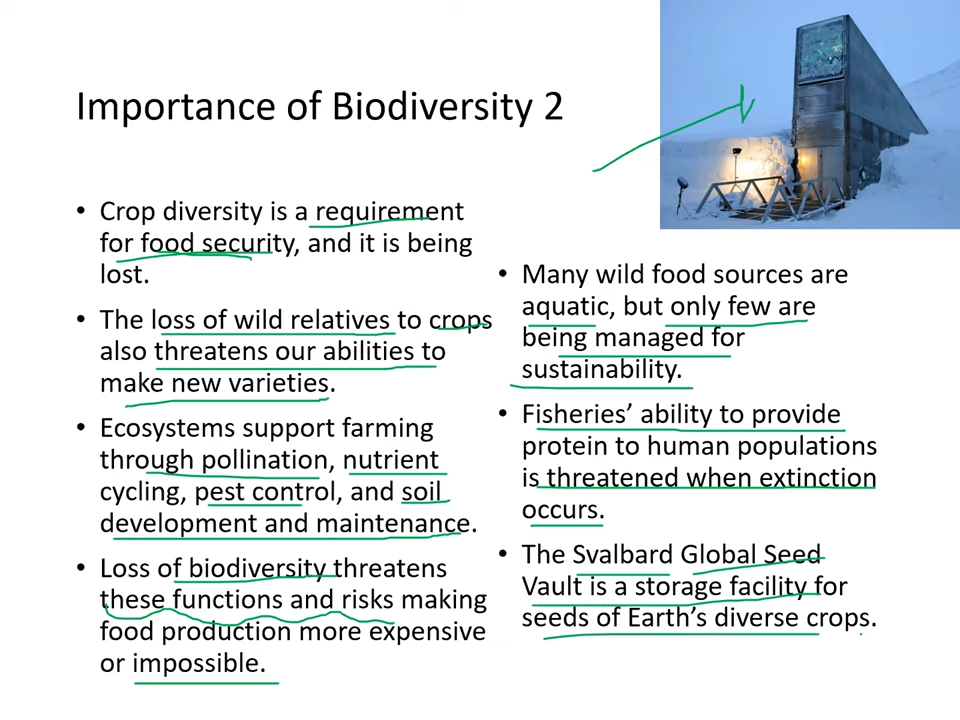 Importance of Biodiversity 2
• Crop diversity is a requirement
for food security, and it is being
lost.
• The loss of wild relatives to crops
also threatens our abilities to
make new varieties.
• Ecosystems support farming
through pollination, nutrient
cycling, pest control, and soil
development and maintenance.
• Loss of biodiversity threatens
these functions and risks making
food production more expensive
or impossible.
• Many wild food sources are
aquatic, but only few are
being managed for
sustainability.
• Fisheries’ ability to provide
protein to human populations
is threatened when extinction
occurs.
• The Svalbard Global Seed
Vault is a storage facility for
seeds of Earth’s diverse crops.